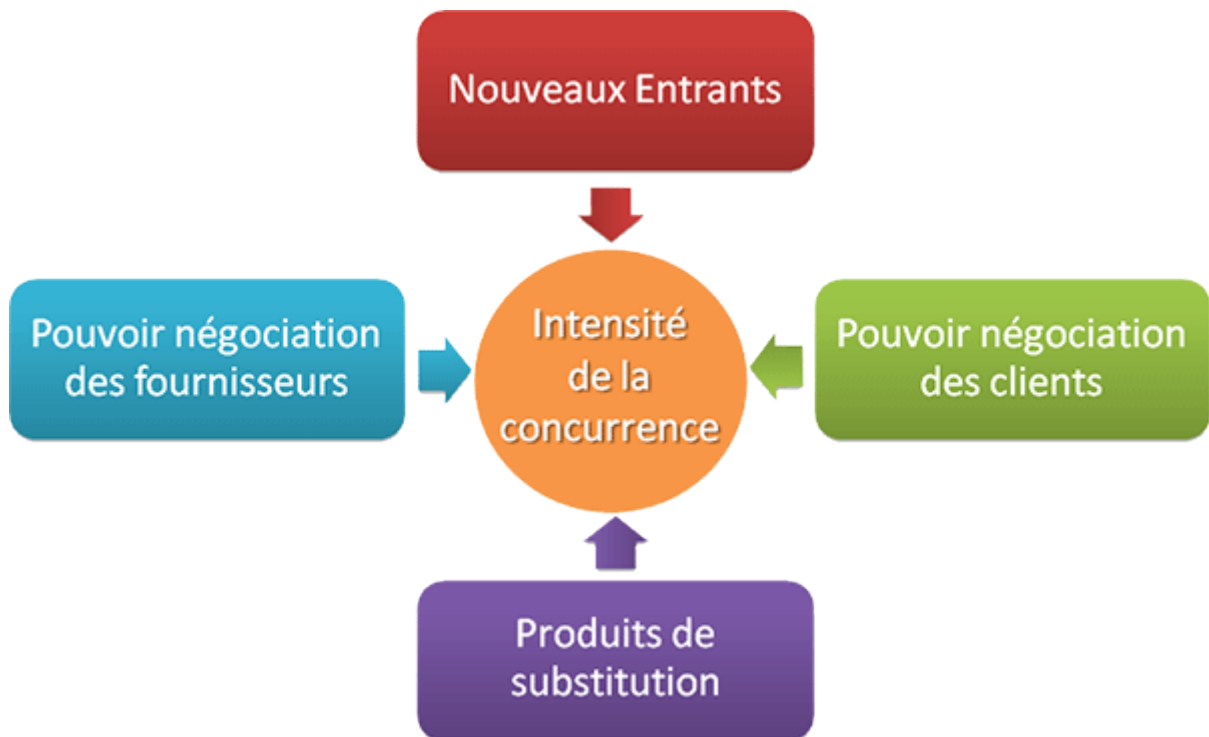 Nouveaux Entrants
Pouvoir négociation
des fournisseurs
Intensité
de la
concurrence
Pouvoir négociation
des clients
Produits de
substitution